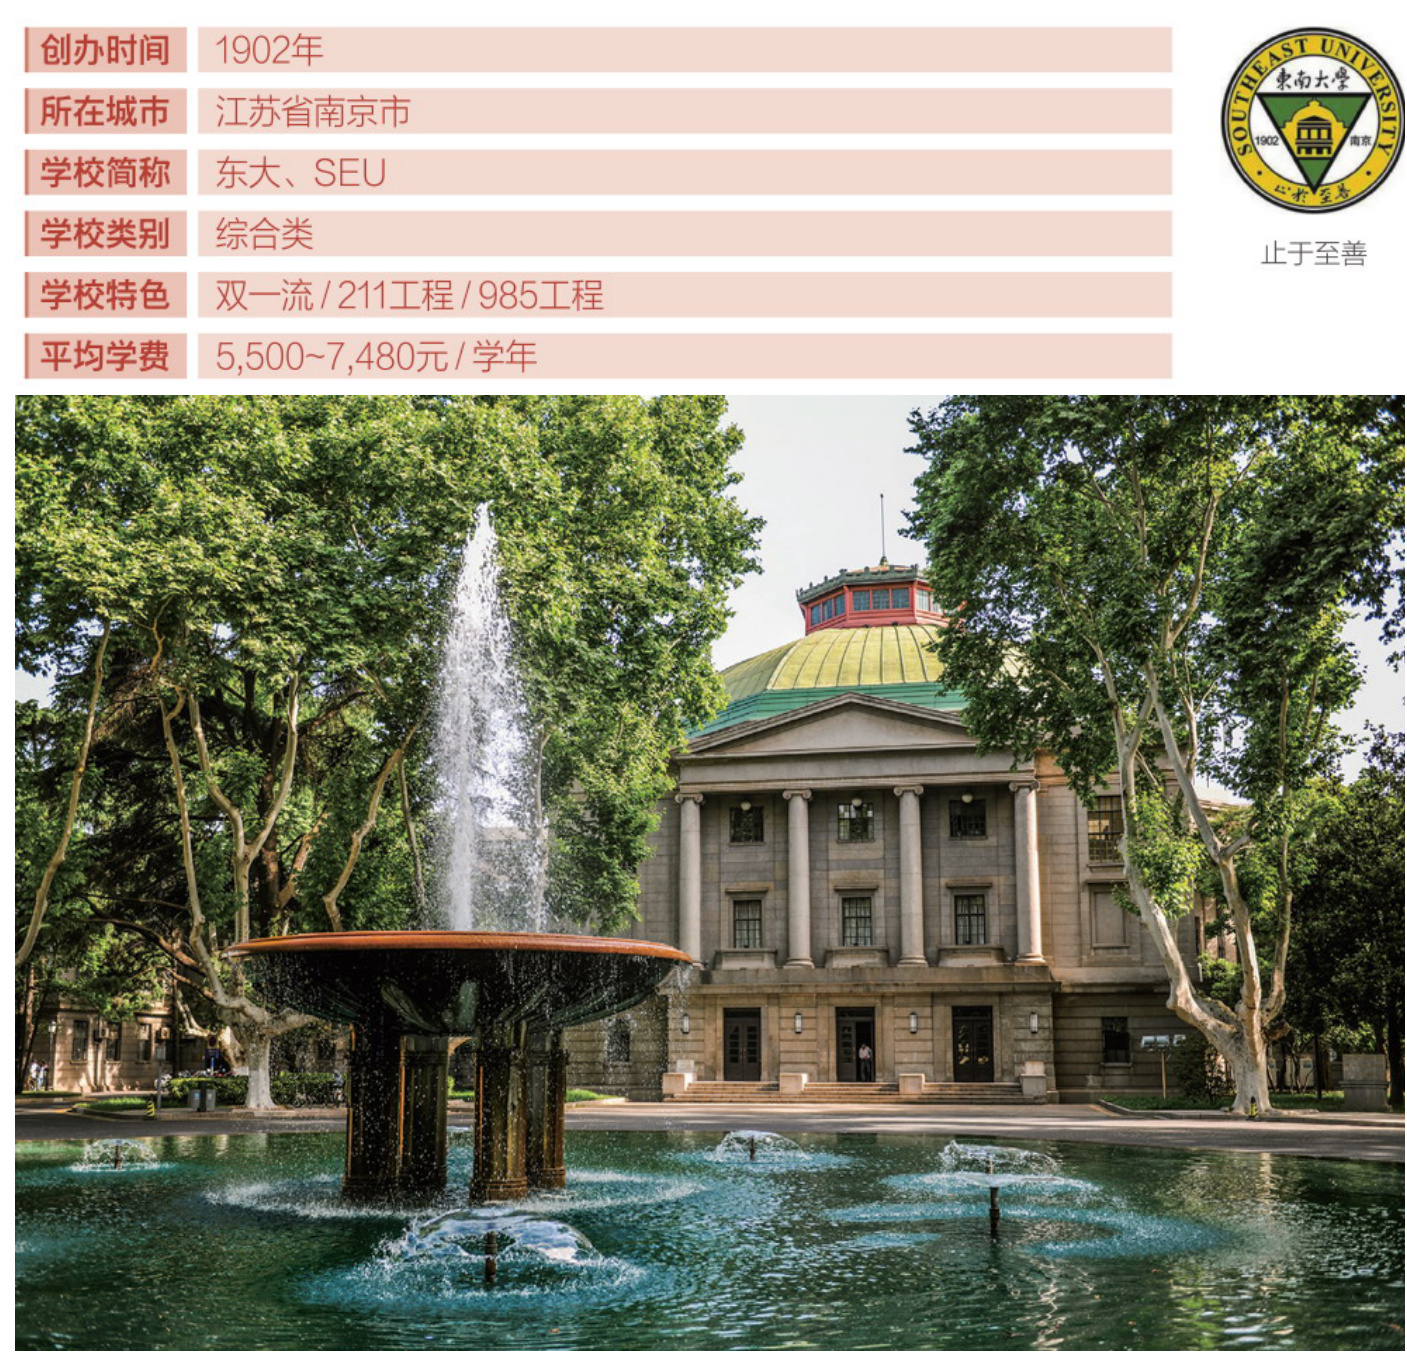 创办时间 1902年
所在城市 江苏省南京市
学校简称 东大、SEU
学校类别 综合类
学校特色 双一流 / 211工程 / 985工程
平均学费 5,500~7,480元 / 学年
SOUTHEAST UNIVERSITY
東南大學
1902 南京
止於至善
止于至善